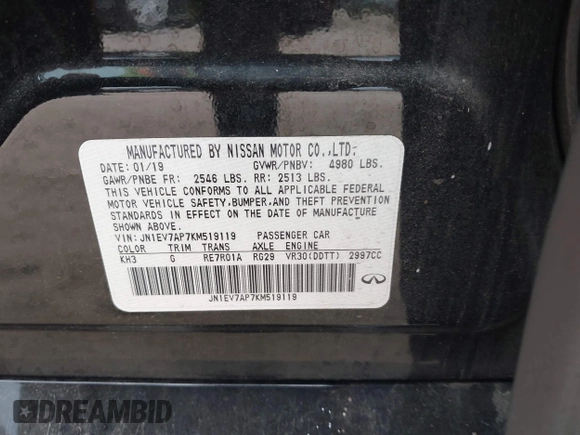 MANUFACTURED BY NISSAN MOTOR CO.,LTD.
DATE: 01/19 GVWR/PNBV: 4980 LBS.
GAWR/PNBE FR: 2546 LBS. RR: 2513 LBS.
THIS VEHICLE CONFORMS TO ALL APPLICABLE FEDERAL
MOTOR VEHICLE SAFETY,BUMPER,AND THEFT PREVENTION
STANDARDS IN EFFECT ON THE DATE OF MANUFACTURE
SHOWN ABOVE.
VIN: JN1EV7AP7KM519119 PASSENGER CAR
COLOR TRIM TRANS AXLE ENGINE
KH3 G RE7R01A RG29 VR30(DDTT) 2997CC
JN1EV7AP7KM519119
DREAMBID